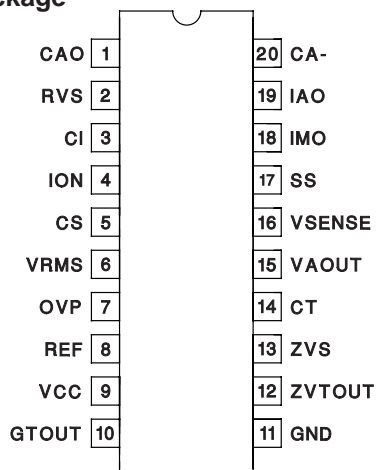 ckage
CAO 1 20 CA-
RVS 2 19 IAO
CI 3 18 IMO
ION 4 17 SS
CS 5 16 VSENSE
VRMS 6 15 VAOUT
OVP 7 14 CT
REF 8 13 ZVS
VCC 9 12 ZVTOUT
GTOUT 10 11 GND